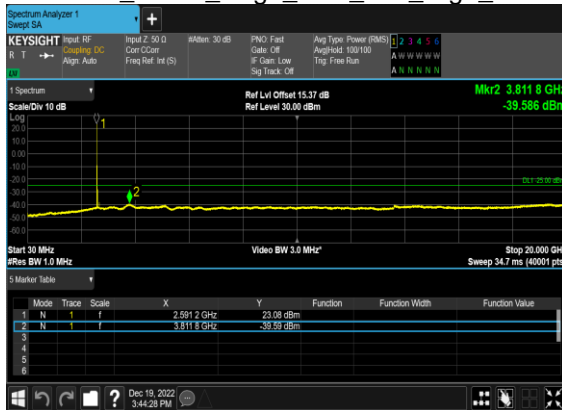 Spectrum Analyzer 1
Swept SA
+
KEYSIGHT Input: RF Input Z: 50 Ω #Atten: 30 dB PNO: Fast Avg Type: Power (RMS) 1 2 3 4 5 6
R T Coupling: DC Corr CCorr Gate: Off Avg|Hold: 100/100 A W W W W W
Align: Auto Freq Ref: Int (S) IF Gain: Low Trig: Free Run
Sig Track: Off A N N N N N
1 Spectrum Ref Lvl Offset 15.37 dB Mkr2 3.811 8 GHz
Scale/Div 10 dB Ref Level 30.00 dBm -39.586 dBm
Log
20.0
10.0
0.00
-10.0
-20.0
-30.0
-40.0
-50.0
-60.0
1
2
DL1 -25.00 dBm
Start 30 MHz Video BW 3.0 MHz* Stop 20.000 GH
#Res BW 1.0 MHz Sweep 34.7 ms (40001 pts
5 Marker Table
Mode Trace Scale X Y Function Function Width Function Value
1 N 1 f 2.591 2 GHz 23.08 dBm
2 N 1 f 3.811 8 GHz -39.59 dBm
3
4
5
6
? Dec 19, 2022
3:44:28 PM